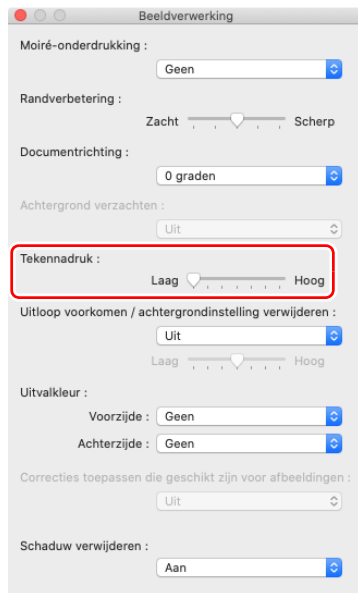 Beeldverwerking
Moiré-onderdrukking :
Geen
Randverbetering :
Zacht Scherp
Documentrichting :
0 graden
Achtergrond verzachten :
Uit
Tekennadruk :
Laag Hoog
Uitloop voorkomen / achtergrondinstelling verwijderen :
Uit
Laag Hoog
Uitvalkleur :
Voorzijde : Geen
Achterzijde : Geen
Correcties toepassen die geschikt zijn voor afbeeldingen :
Uit
Schaduw verwijderen :
Aan